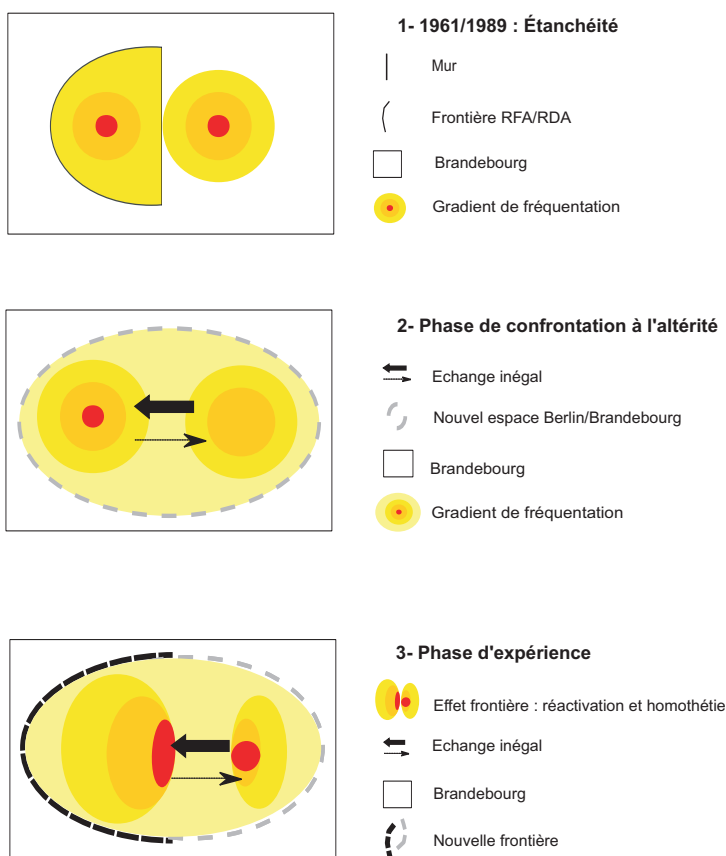 1- 1961/1989 : Étanchéité
Mur
Frontière RFA/RDA
Brandebourg
Gradient de fréquentation
2- Phase de confrontation à l'altérité
Echange inégal
Nouvel espace Berlin/Brandebourg
Brandebourg
Gradient de fréquentation
3- Phase d'expérience
Effet frontière : réactivation et homothétie
Echange inégal
Brandebourg
Nouvelle frontière